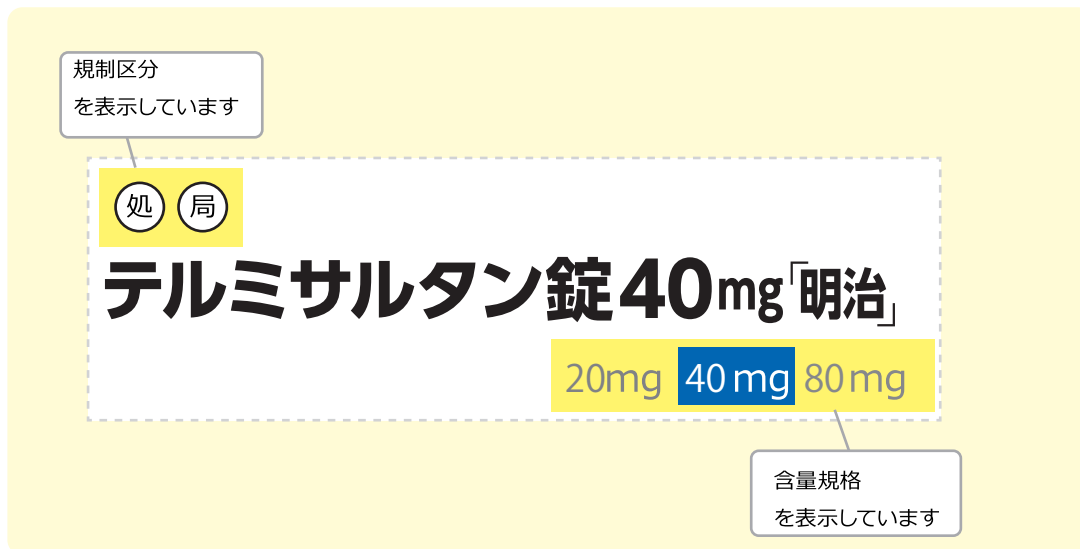 規制区分
を表示しています
処 局
テルミサルタン錠40mg「明治」
20mg 40mg 80mg
含量規格
を表示しています